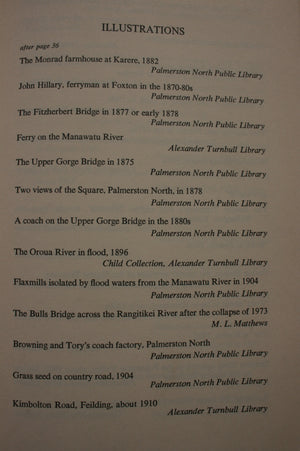 ILLUSTRATIONS
after page 36
The Monrad farmhouse at Karere, 1882
Palmerston North Public Library
John Hillary, ferryman at Foxton in the 1870-80s
Palmerston North Public Library
The Fitzherbert Bridge in 1877 or early 1878
Palmerston North Public Library
Ferry on the Manawatu River
Alexander Turnbull Library
The Upper Gorge Bridge in 1875
Palmerston North Public Library
Two views of the Square, Palmerston North, in 1878
Palmerston North Public Library
A coach on the Upper Gorge Bridge in the 1880s
Palmerston North Public Library
The Oroua River in flood, 1896
Child Collection, Alexander Turnbull Library
Flaxmills isolated by flood waters from the Manawatu River in 1904
Palmerston North Public Library
The Bulls Bridge across the Rangitikei River after the collapse of 1973
M. L. Matthews
Browning and Tory's coach factory, Palmerston North
Palmerston North Public Library
Grass seed on country road, 1904
Palmerston North Public Library
Kimbolton Road, Feilding, about 1910
Alexander Turnbull Library